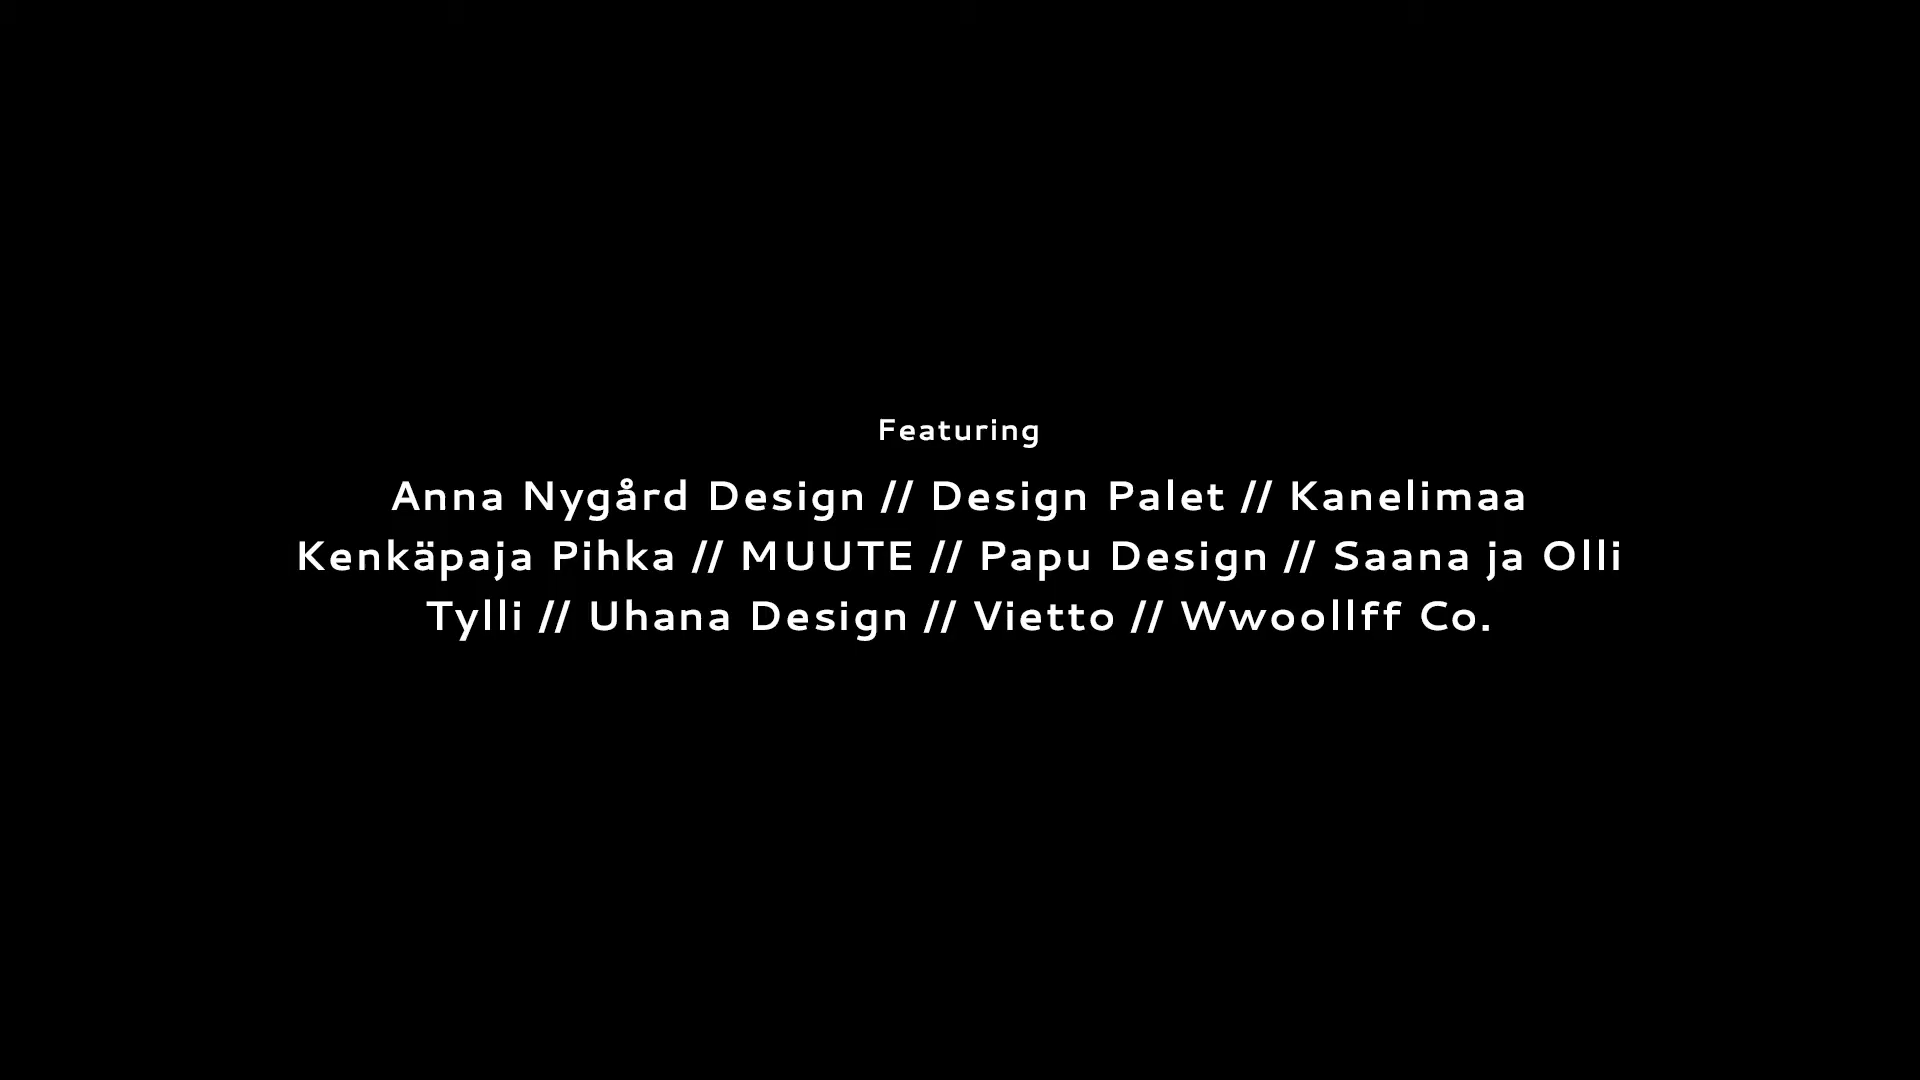 Featuring
Anna Nygård Design // Design Palet // Kanelimaa
Kenkäpaja Pihka // MUUTE // Papu Design // Saana ja Olli
Tylli // Uhana Design // Vietto // Wwoollff Co.